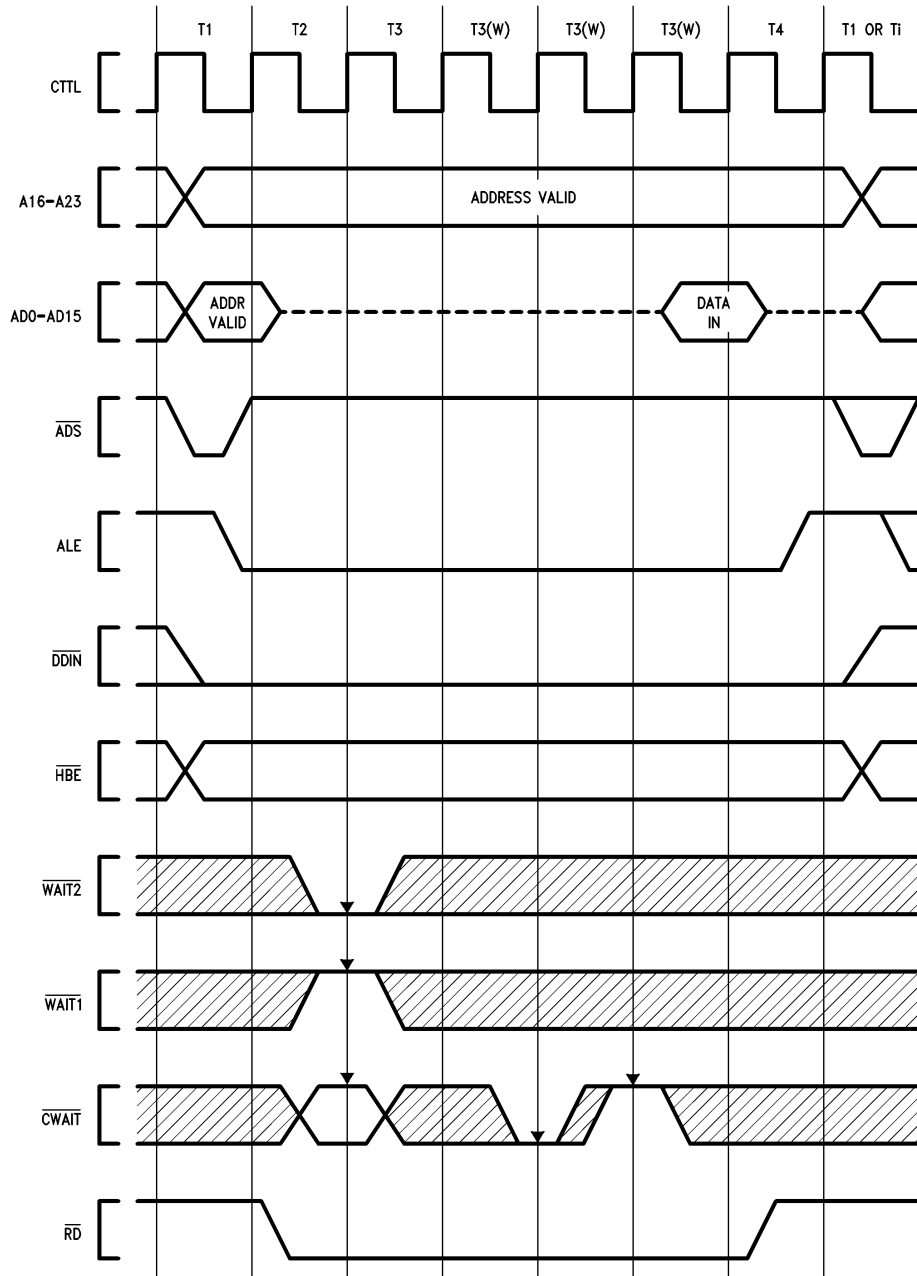 T1 T2 T3 T3(W) T3(W) T3(W) T4 T1 OR Ti
CTTL
A16-A23
ADDRESS VALID
AD0-AD15
ADDR
VALID
DATA
IN
ADS
ALE
DDIN
HBE
WAIT2
WAIT1
CWAIT
RD